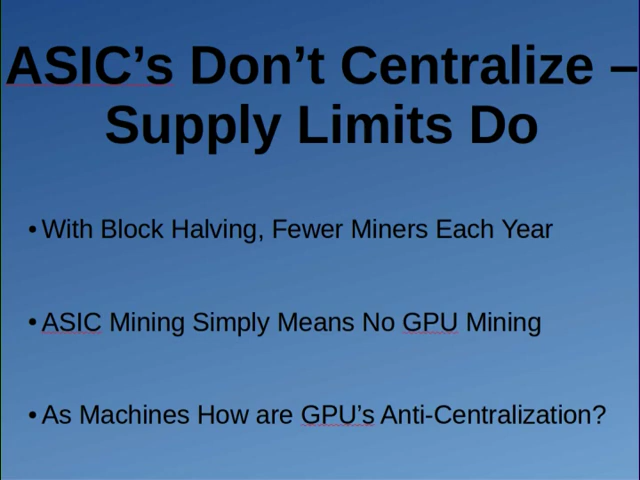 ASIC’s Don’t Centralize –
Supply Limits Do
• With Block Halving, Fewer Miners Each Year
• ASIC Mining Simply Means No GPU Mining
• As Machines How are GPU’s Anti-Centralization?